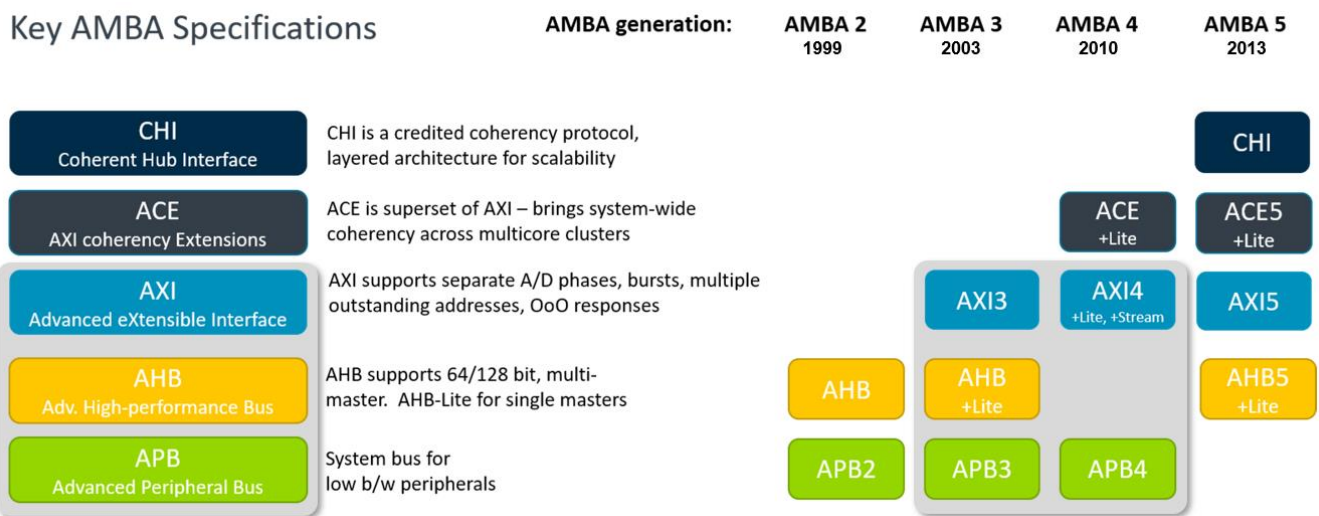 Key AMBA Specifications
AMBA generation:
AMBA 2
1999
AMBA 3
2003
AMBA 4
2010
AMBA 5
2013
CHI
Coherent Hub Interface
CHI is a credited coherency protocol,
layered architecture for scalability
CHI
ACE
AXI coherency Extensions
ACE is superset of AXI – brings system-wide
coherency across multicore clusters
ACE
+Lite
ACE5
+Lite
AXI
Advanced eXtensible Interface
AXI supports separate A/D phases, bursts, multiple
outstanding addresses, OoO responses
AXI3
AXI4
+Lite, +Stream
AXI5
AHB
Adv. High-performance Bus
AHB supports 64/128 bit, multi-
master. AHB-Lite for single masters
AHB
AHB
+Lite
AHB5
+Lite
APB
Advanced Peripheral Bus
System bus for
low b/w peripherals
APB2
APB3
APB4